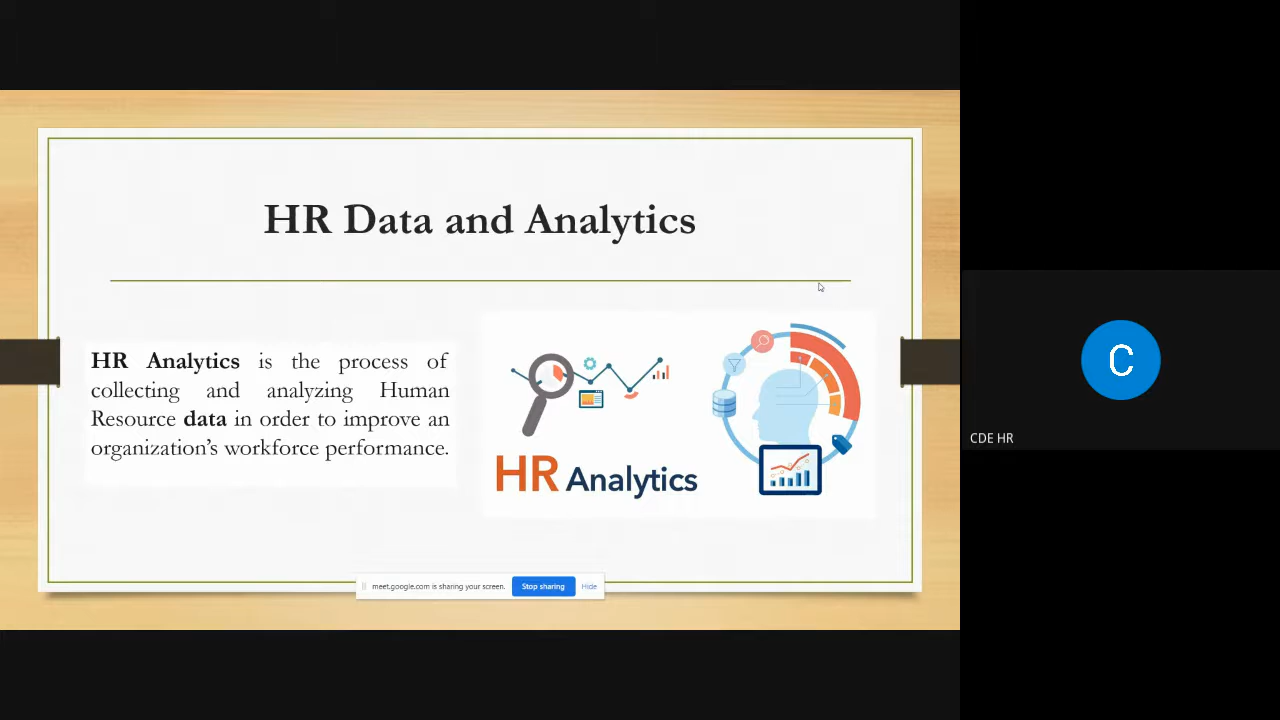 HR Data and Analytics
HR Analytics is the process of
collecting and analyzing Human
Resource data in order to improve an
organization’s workforce performance.
HR Analytics
meet.google.com is sharing your screen. Stop sharing Hide
C
CDE HR